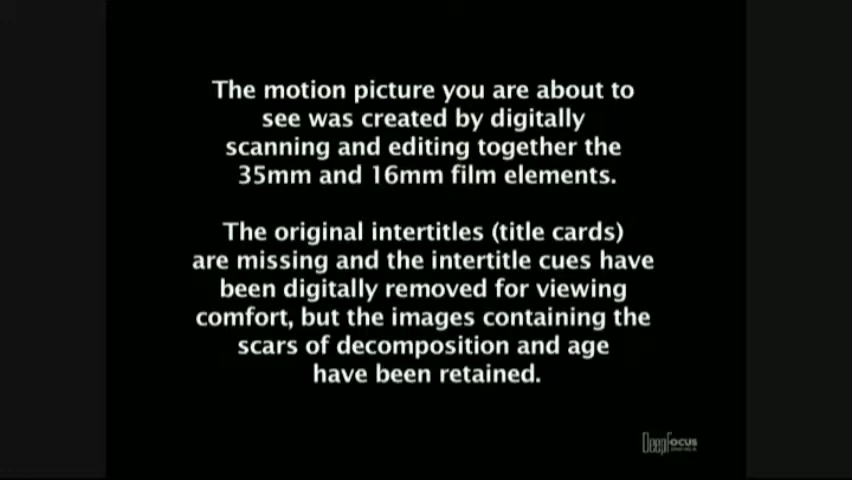 The motion picture you are about to
see was created by digitally
scanning and editing together the
35mm and 16mm film elements.
The original intertitles (title cards)
are missing and the intertitle cues have
been digitally removed for viewing
comfort, but the images containing the
scars of decomposition and age
have been retained.
DeepFocus